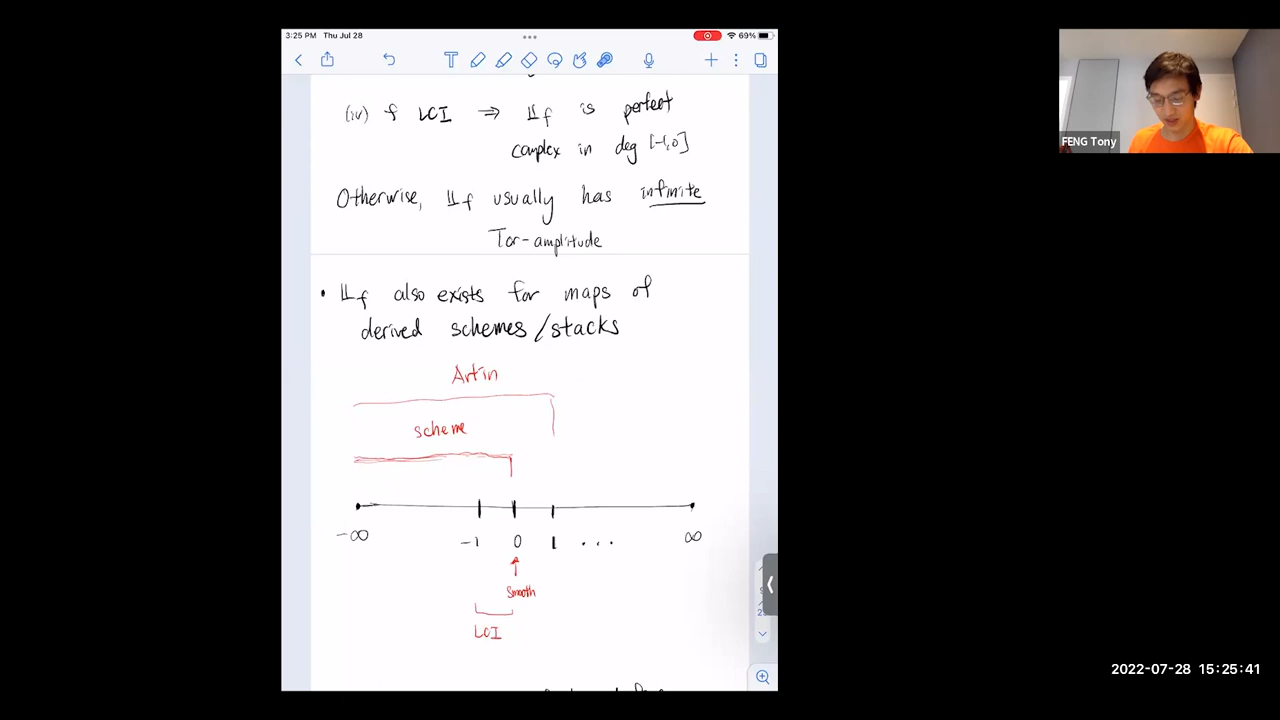 3:25 PM Thu Jul 28
69%
(iv) f LCI ⇒ 𝕃f is perfect
complex in deg [-1,0]
Otherwise, 𝕃f usually has infinite
Tor-amplitude
• 𝕃f also exists for maps of
derived schemes/stacks
Artin
scheme
-∞ -1 0 1 ... ∞
smooth
LCI
FENG Tony
2022-07-28 15:25:41